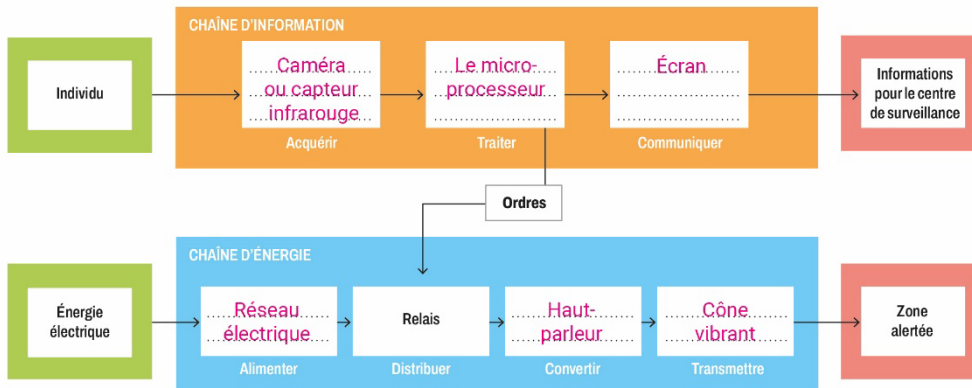 CHAÎNE D'INFORMATION
Individu
Caméra
ou capteur
infrarouge
Acquérir
Le micro-
processeur
Traiter
Écran
Communiquer
Informations
pour le centre
de surveillance
Ordres
CHAÎNE D'ÉNERGIE
Énergie
électrique
Réseau
électrique
Alimenter
Relais
Distribuer
Haut-
parleur
Convertir
Cône
vibrant
Transmettre
Zone
alertée